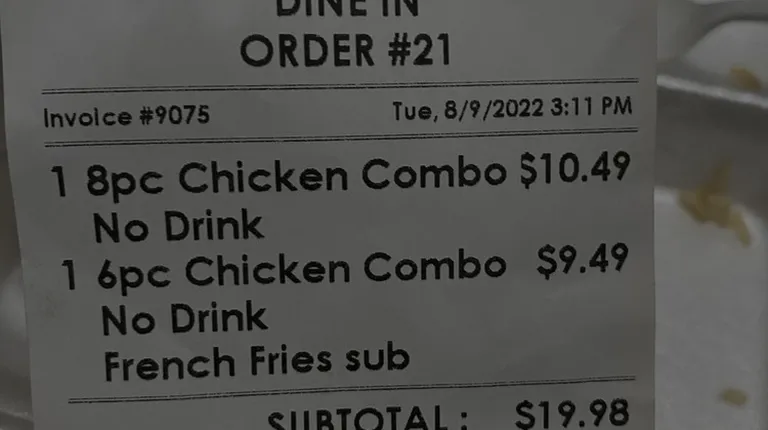 DINE IN
ORDER #21
Invoice #9075 Tue, 8/9/2022 3:11 PM
1 8pc Chicken Combo $10.49
No Drink
1 6pc Chicken Combo $9.49
No Drink
French Fries sub
SUBTOTAL: $19.98